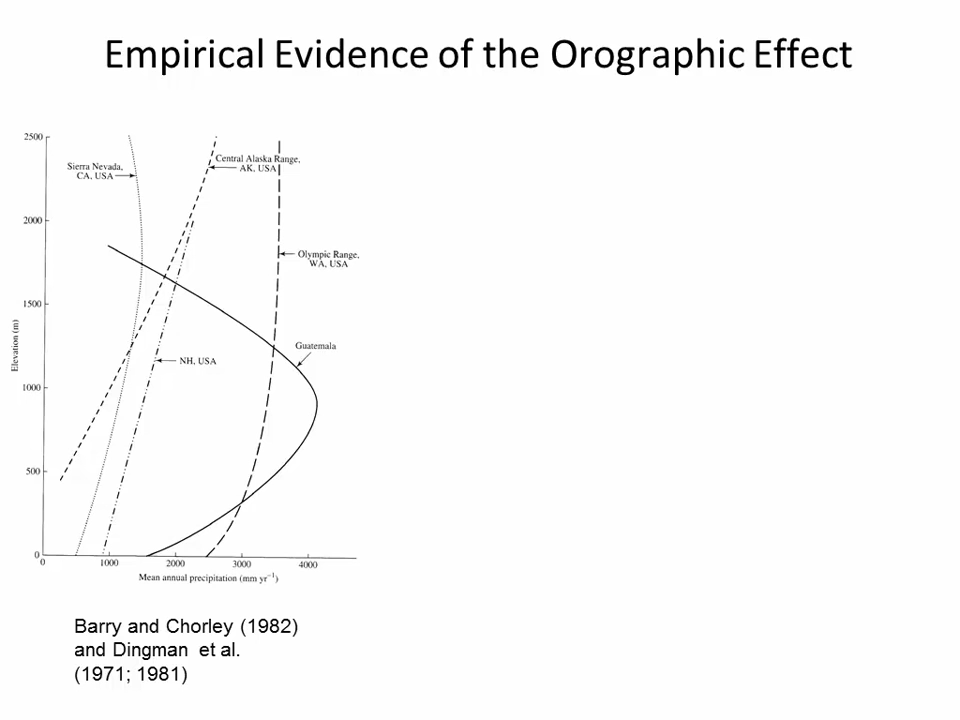 Empirical Evidence of the Orographic Effect
2500
Sierra Nevada,
CA, USA
Central Alaska Range,
AK, USA
2000
Olympic Range,
WA, USA
1500
Elevation (m)
Guatemala
NH, USA
1000
500
0
0 1000 2000 3000 4000
Mean annual precipitation (mm yr⁻¹)
Barry and Chorley (1982)
and Dingman et al.
(1971; 1981)